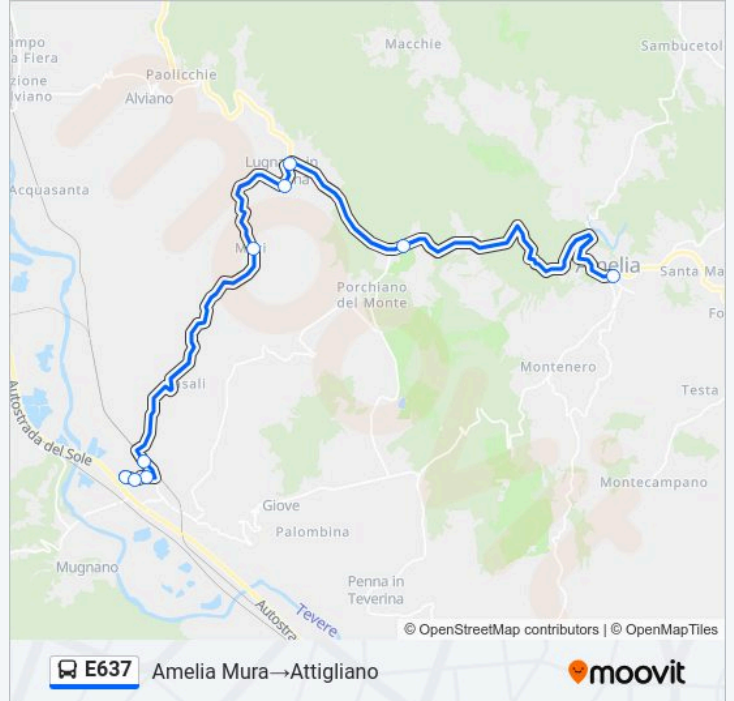 Macchie
Sambucetol
Paolicchie
Alviano
Acquasanta
Amelia
Santa Ma
Porchiano
del Monte
Montenero
Testa
Autostrada del Sole
Montecampano
Giove
Palombina
Mugnano
Penna in
Teverina
Tevere
Autostra
© OpenStreetMap contributors | © OpenMapTiles
E637 Amelia Mura→Attigliano
moovit